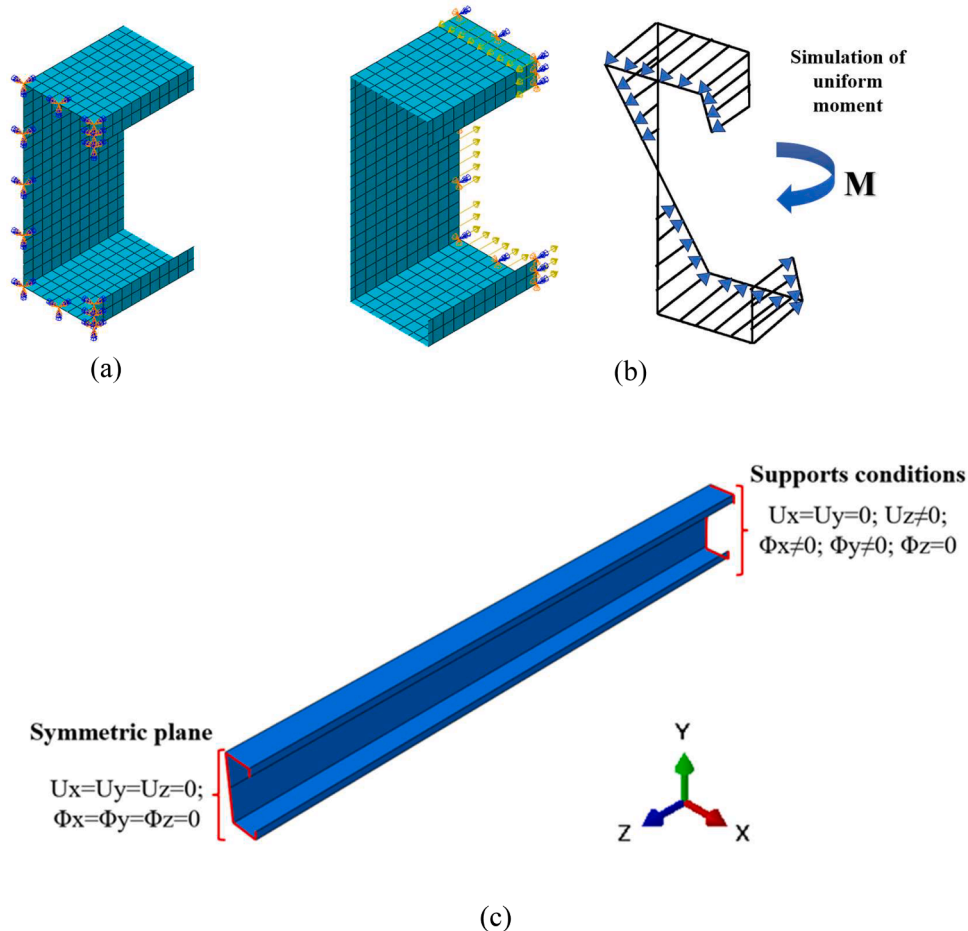 Simulation of
uniform
moment
M
(a)
(b)
Supports conditions
Ux=Uy=0; Uz≠0;
Φx≠0; Φy≠0; Φz=0
Symmetric plane
Ux=Uy=Uz=0;
Φx=Φy=Φz=0
Y
Z
X
(c)